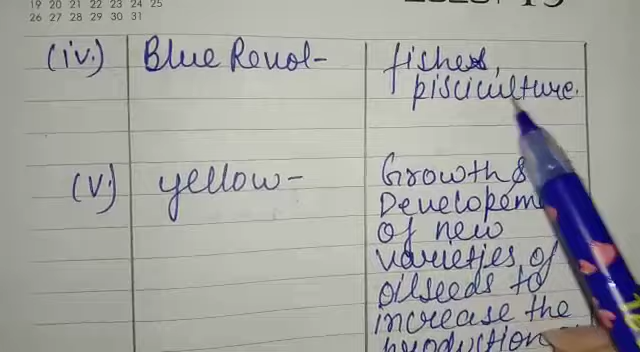 19 20 21 22 23 24 25
26 27 28 29 30 31
(iv.) Blue Revol- fishes,
pisciculture.
(v.) yellow- Growth &
Developem
Of new
varieties of
oilseeds to
increase the
production